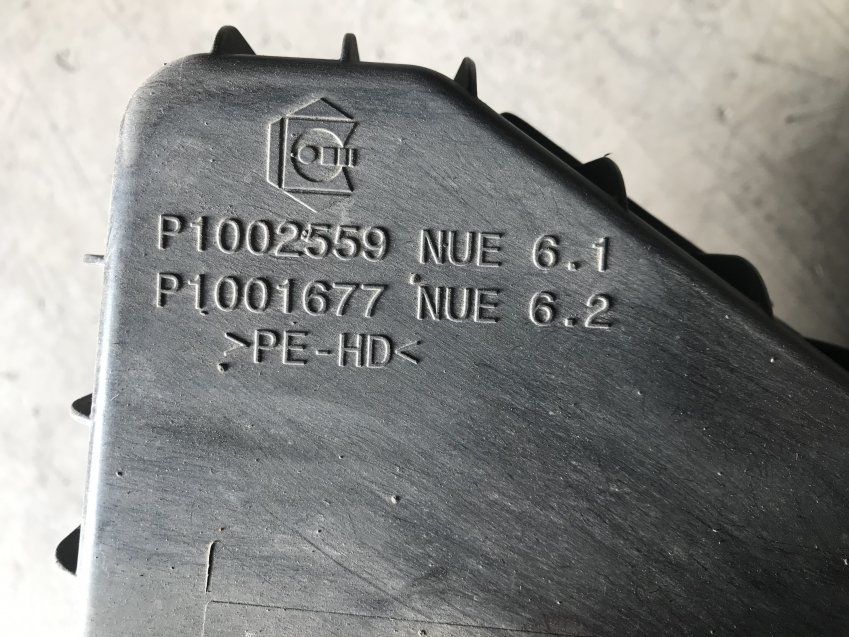 P1002559 NUE 6.1
P1001677 NUE 6.2
>PE-HD<